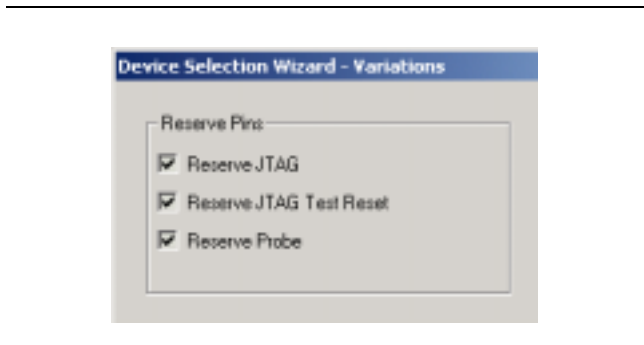 Device Selection Wizard - Variations
Reserve Pins
Reserve JTAG
Reserve JTAG Test Reset
Reserve Probe